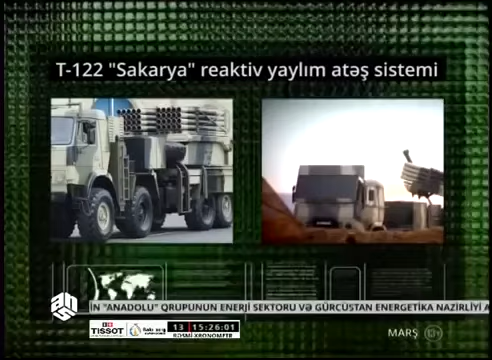 T-122 "Sakarya" reaktiv yaylım atəş sistemi
İN "ANADOLU" QRUPUNUN ENERJİ SEKTORU VƏ GÜRCÜSTAN ENERGETİKA NAZİRLİYİ A
TISSOT
13 15:26:01
RƏSMİ XRONOMETR
MARŞ 13+